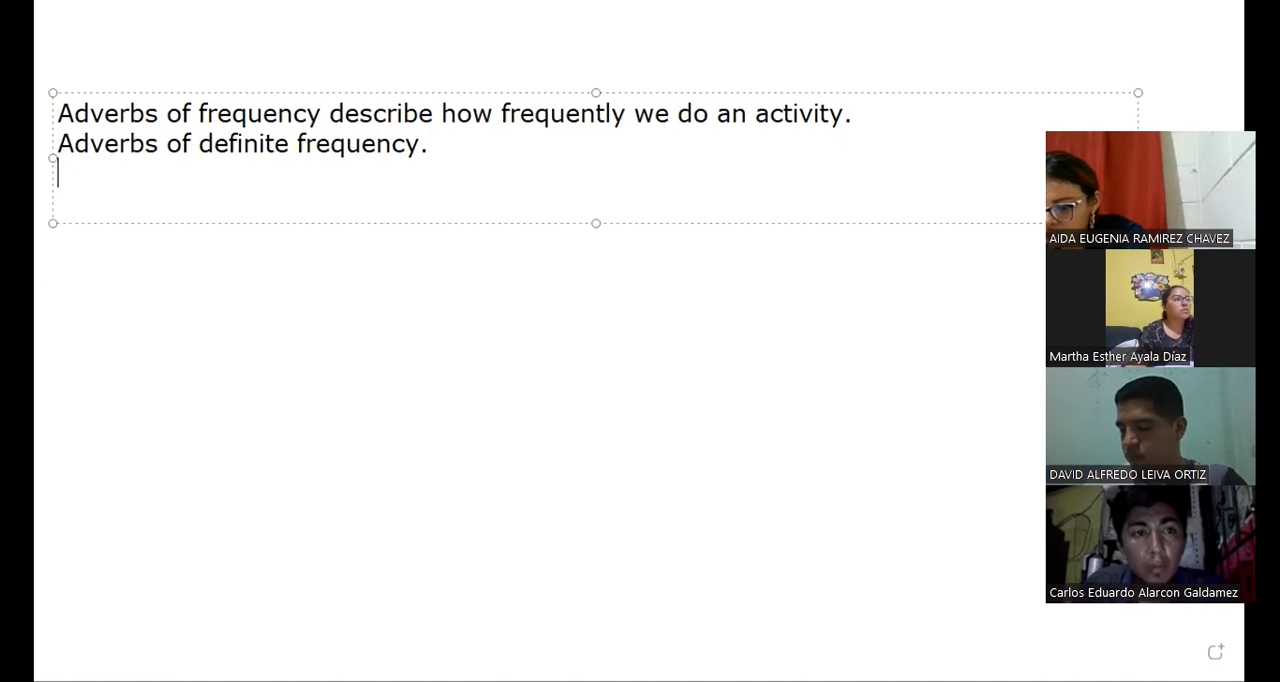 Adverbs of frequency describe how frequently we do an activity.
Adverbs of definite frequency.
AIDA EUGENIA RAMIREZ CHAVEZ
Martha Esther Ayala Díaz
DAVID ALFREDO LEIVA ORTIZ
Carlos Eduardo Alarcon Galdamez